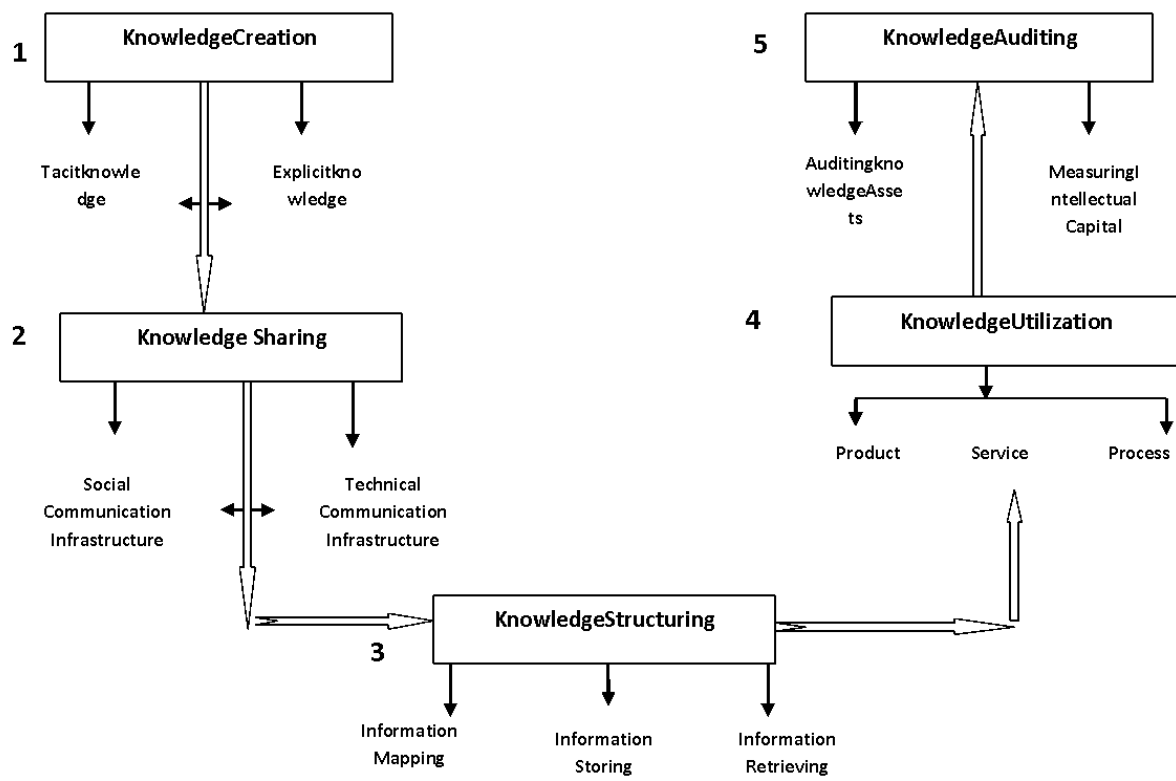 1
KnowledgeCreation
Tacitknowle
dge
Explicitkno
wledge
2
Knowledge Sharing
Social
Communication
Infrastructure
Technical
Communication
Infrastructure
3
KnowledgeStructuring
Information
Mapping
Information
Storing
Information
Retrieving
4
KnowledgeUtilization
Product
Service
Process
5
KnowledgeAuditing
Auditingkno
wledgeAsse
ts
MeasuringI
ntellectual
Capital